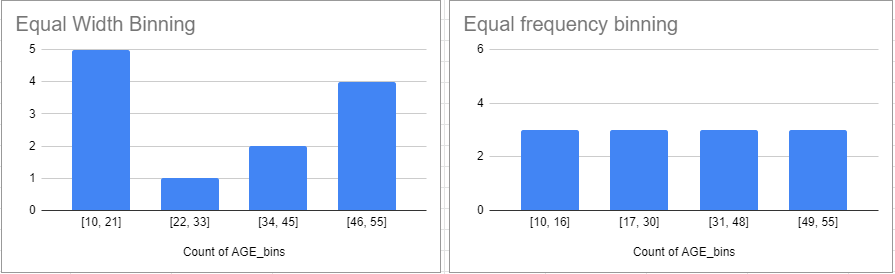 Equal Width Binning
5
4
3
2
1
0
[10, 21] [22, 33] [34, 45] [46, 55]
Count of AGE_bins
Equal frequency binning
6
4
2
0
[10, 16] [17, 30] [31, 48] [49, 55]
Count of AGE_bins